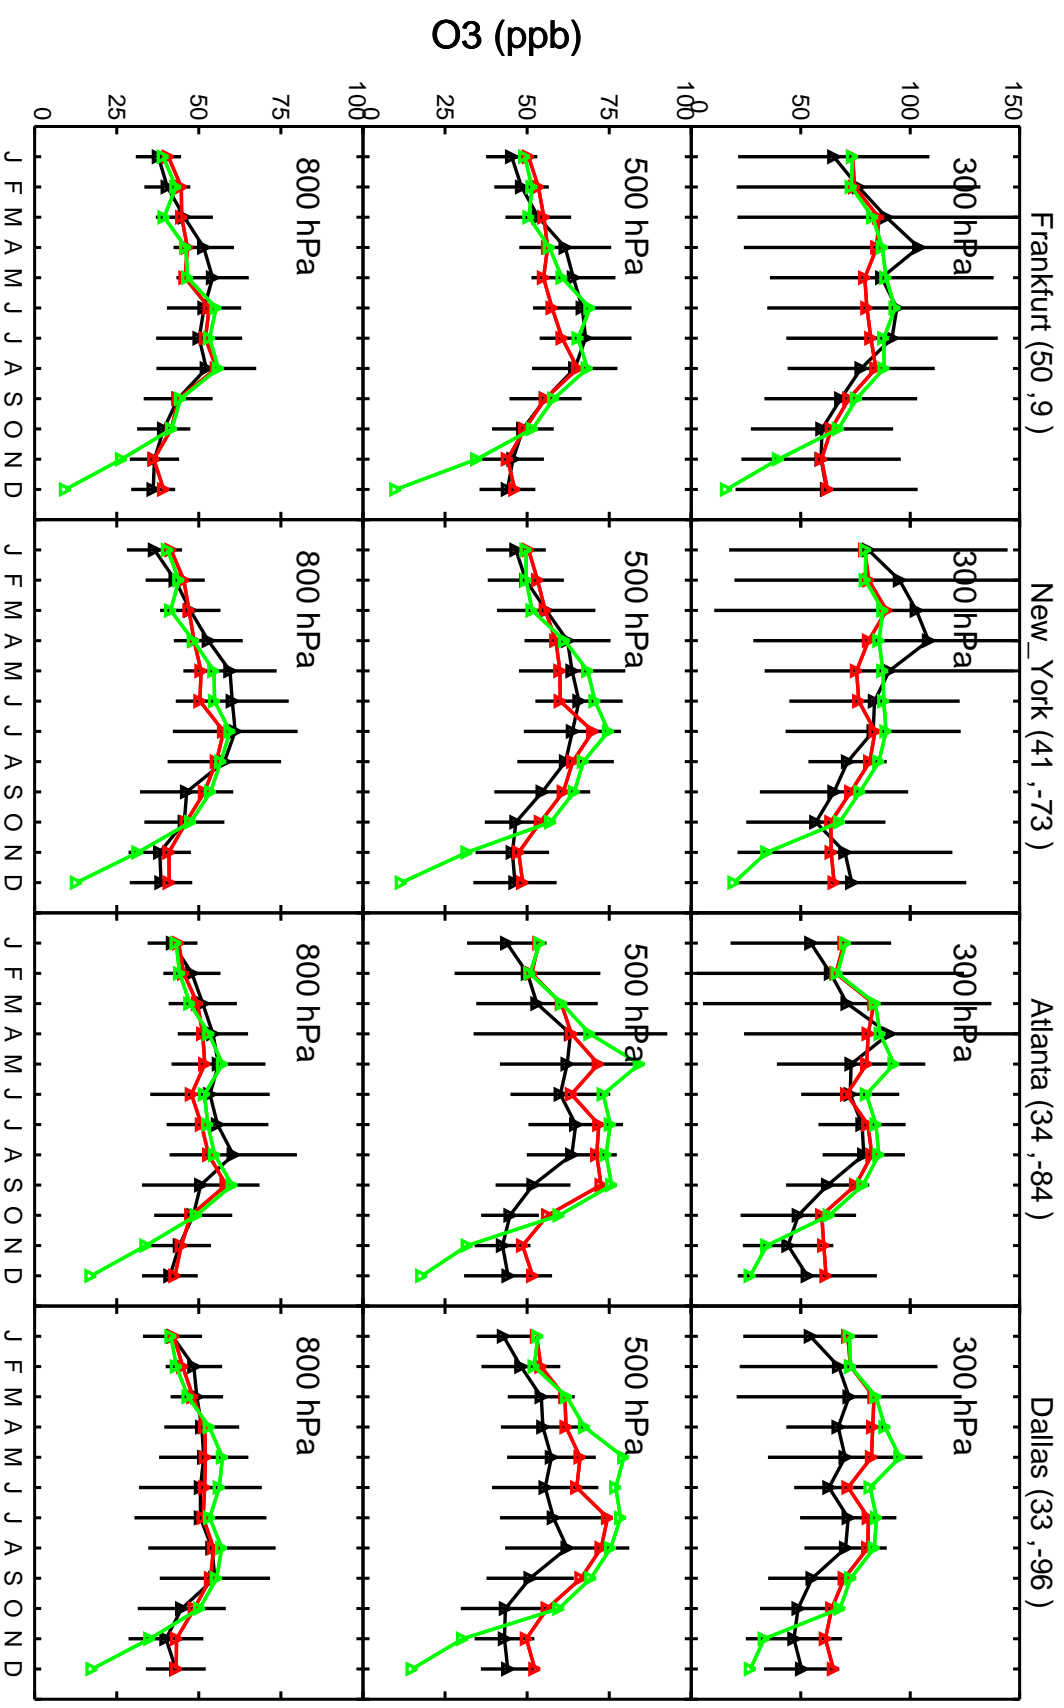 Frankfurt (50 ,9 )
New_York (41 ,-73 )
Atlanta (34 ,-84 )
Dallas (33 ,-96 )
O3 (ppb)
150
100
50
0
300 hPa
300 hPa
300 hPa
300 hPa
100
75
50
25
0
500 hPa
500 hPa
500 hPa
500 hPa
100
75
50
25
0
800 hPa
800 hPa
800 hPa
800 hPa
J F M A M J J A S O N D
J F M A M J J A S O N D
J F M A M J J A S O N D
J F M A M J J A S O N D